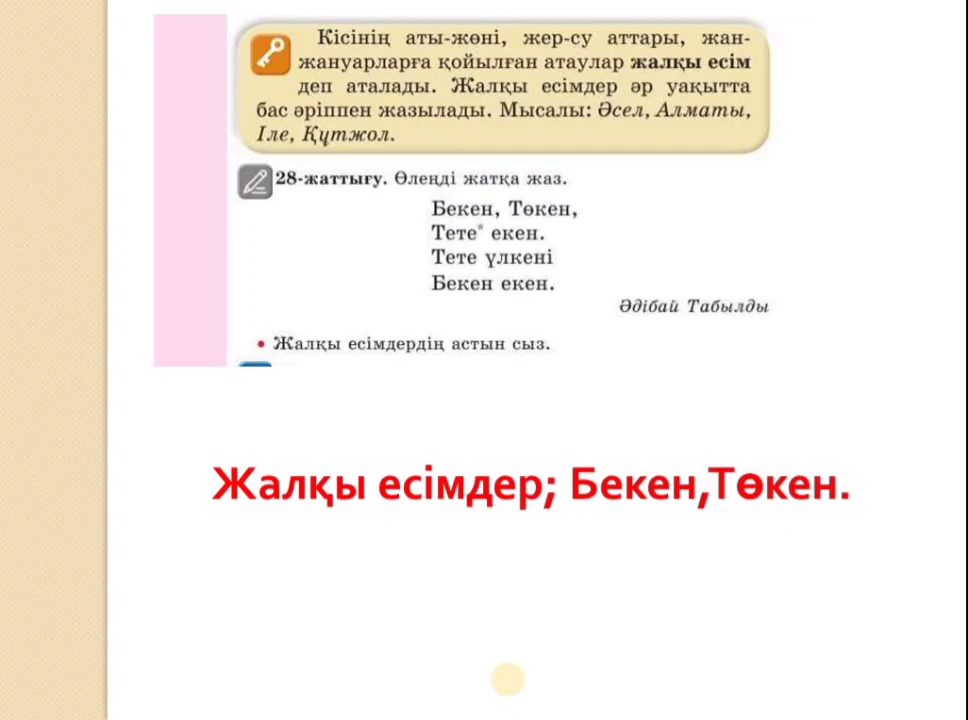 Кісінің аты-жөні, жер-су аттары, жан-
жануарларға қойылған атаулар жалқы есім
деп аталады. Жалқы есімдер әр уақытта
бас әріппен жазылады. Мысалы: Әсел, Алматы,
Іле, Құтжол.
28-жаттығу. Өлеңді жатқа жаз.
Бекен, Төкен,
Тете* екен.
Тете үлкені
Бекен екен.
Әдібай Табылды
• Жалқы есімдердің астын сыз.
Жалқы есімдер; Бекен,Төкен.